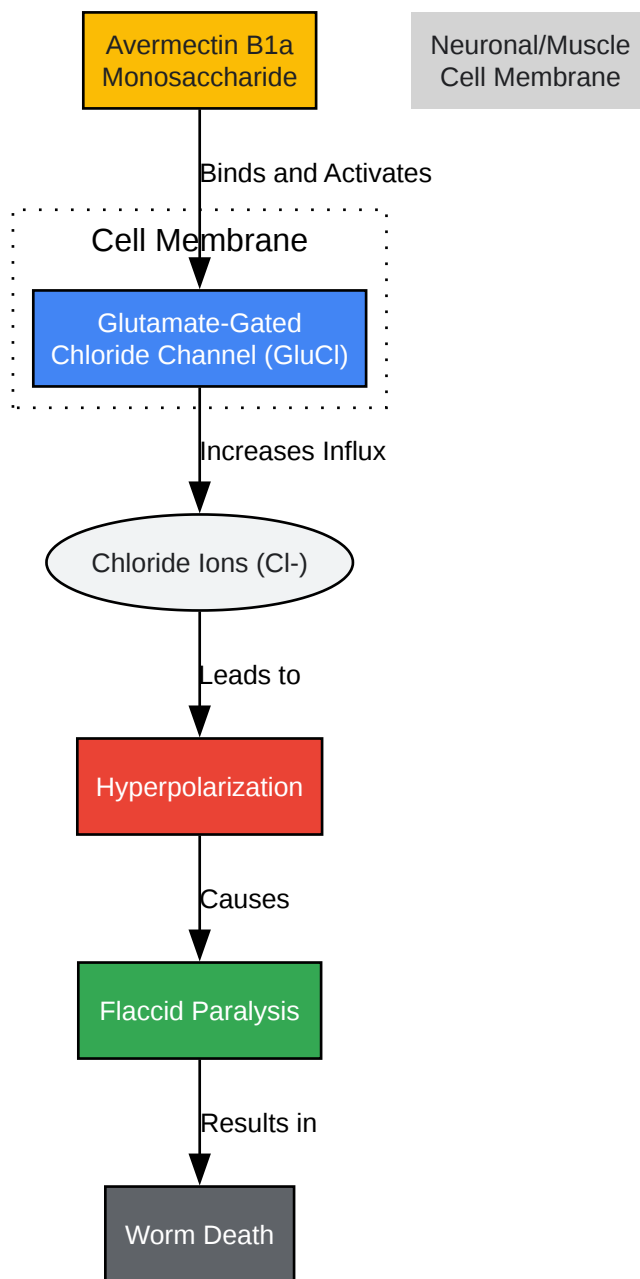 Avermectin B1a
Monosaccharide
Neuronal/Muscle
Cell Membrane
Binds and Activates
Cell Membrane
Glutamate-Gated
Chloride Channel (GluCl)
Increases Influx
Chloride Ions (Cl-)
Leads to
Hyperpolarization
Causes
Flaccid Paralysis
Results in
Worm Death